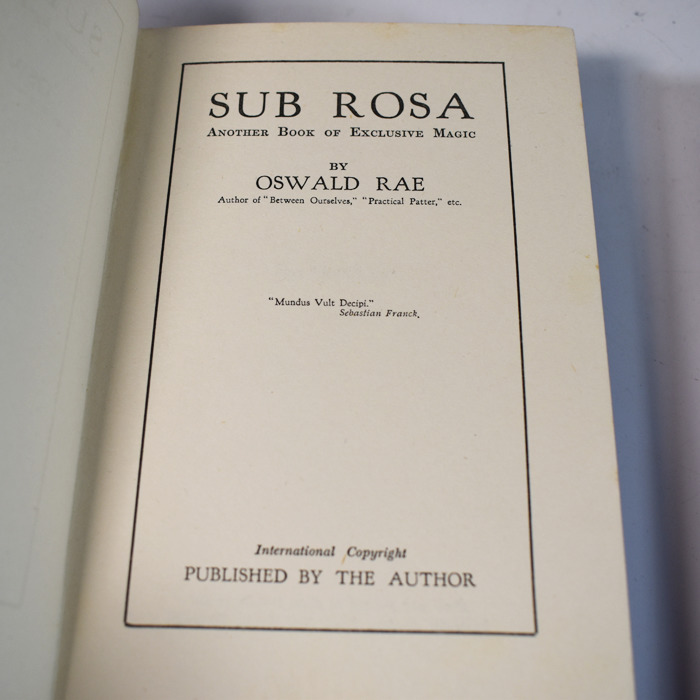 SUB ROSA
Another Book of Exclusive Magic
BY
OSWALD RAE
Author of "Between Ourselves," "Practical Patter," etc.
"Mundus Vult Decipi."
Sebastian Franck.
International Copyright
PUBLISHED BY THE AUTHOR